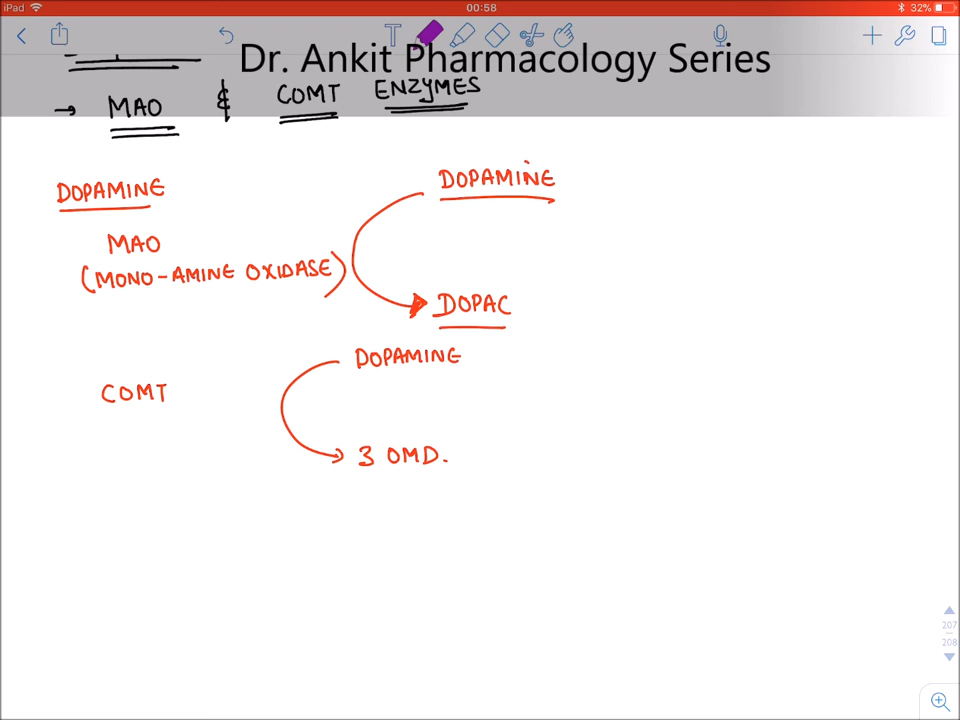 iPad 00:58 32%
Dr. Ankit Pharmacology Series
→ MAO & COMT ENZYMES
DOPAMINE
DOPAMINE
MAO
(MONO-AMINE OXIDASE)
DOPAC
DOPAMINE
COMT
3 OMD.
207
208